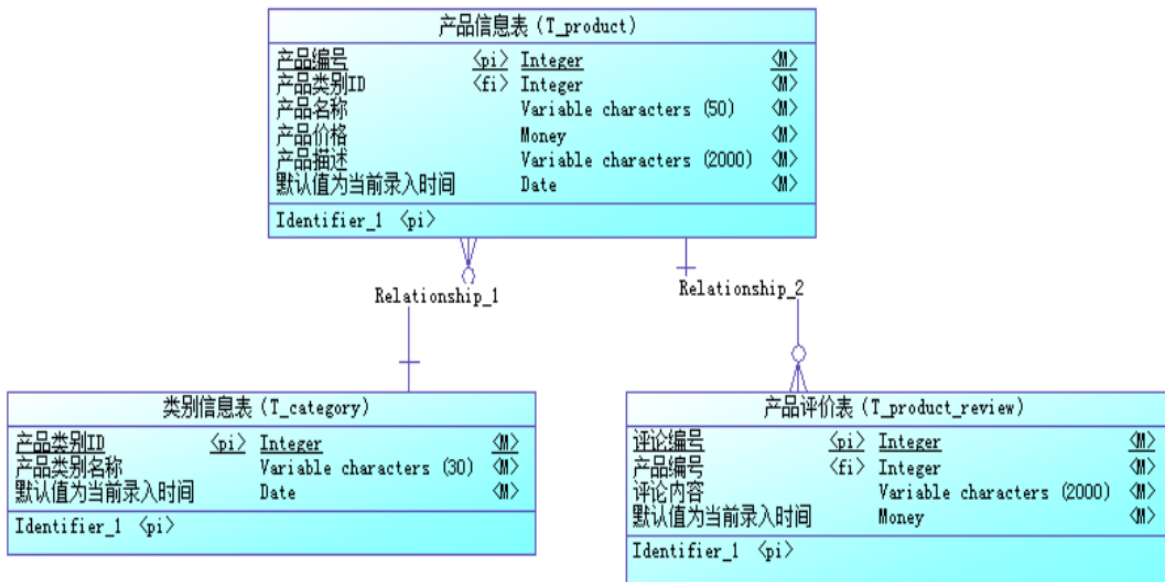 产品信息表 (T_product)
产品编号 <pi> Integer <M>
产品类别ID <fi> Integer <M>
产品名称 Variable characters (50) <M>
产品价格 Money <M>
产品描述 Variable characters (2000) <M>
默认值为当前录入时间 Date <M>
Identifier_1 <pi>
Relationship_1
Relationship_2
类别信息表 (T_category)
产品类别ID <pi> Integer <M>
产品类别名称 Variable characters (30) <M>
默认值为当前录入时间 Date <M>
Identifier_1 <pi>
产品评价表 (T_product_review)
评论编号 <pi> Integer <M>
产品编号 <fi> Integer <M>
评论内容 Variable characters (2000) <M>
默认值为当前录入时间 Money <M>
Identifier_1 <pi>